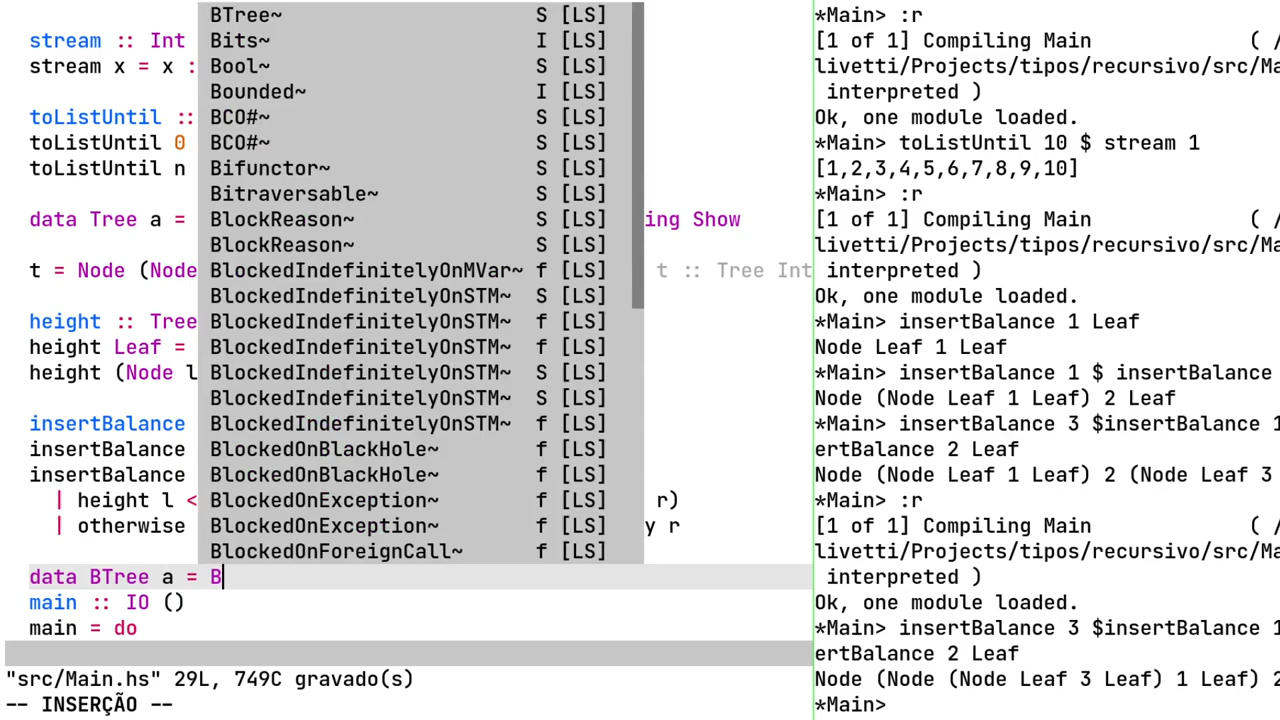 stream :: Int
stream x = x :
toListUntil ::
toListUntil 0
toListUntil n
data Tree a = ing Show
t = Node (Node t :: Tree Int
height :: Tree
height Leaf =
height (Node l
insertBalance
insertBalance
insertBalance
| height l < r)
| otherwise y r
data BTree a = B
main :: IO ()
main = do
"src/Main.hs" 29L, 749C gravado(s)
-- INSERÇÃO --
BTree~ S [LS]
Bits~ I [LS]
Bool~ S [LS]
Bounded~ I [LS]
BCO#~ S [LS]
BCO#~ S [LS]
Bifunctor~ S [LS]
Bitraversable~ S [LS]
BlockReason~ S [LS]
BlockReason~ S [LS]
BlockedIndefinitelyOnMVar~ f [LS]
BlockedIndefinitelyOnSTM~ S [LS]
BlockedIndefinitelyOnSTM~ f [LS]
BlockedIndefinitelyOnSTM~ f [LS]
BlockedIndefinitelyOnSTM~ S [LS]
BlockedIndefinitelyOnSTM~ S [LS]
BlockedIndefinitelyOnSTM~ f [LS]
BlockedOnBlackHole~ f [LS]
BlockedOnBlackHole~ f [LS]
BlockedOnException~ f [LS]
BlockedOnException~ f [LS]
BlockedOnForeignCall~ f [LS]
*Main> :r
[1 of 1] Compiling Main ( /
livetti/Projects/tipos/recursivo/src/Ma
interpreted )
Ok, one module loaded.
*Main> toListUntil 10 $ stream 1
[1,2,3,4,5,6,7,8,9,10]
*Main> :r
[1 of 1] Compiling Main ( /
livetti/Projects/tipos/recursivo/src/Ma
interpreted )
Ok, one module loaded.
*Main> insertBalance 1 Leaf
Node Leaf 1 Leaf
*Main> insertBalance 1 $ insertBalance
Node (Node Leaf 1 Leaf) 2 Leaf
*Main> insertBalance 3 $insertBalance 1
ertBalance 2 Leaf
Node (Node Leaf 1 Leaf) 2 (Node Leaf 3
*Main> :r
[1 of 1] Compiling Main ( /
livetti/Projects/tipos/recursivo/src/Ma
interpreted )
Ok, one module loaded.
*Main> insertBalance 3 $insertBalance 1
ertBalance 2 Leaf
Node (Node (Node Leaf 3 Leaf) 1 Leaf) 2
*Main>